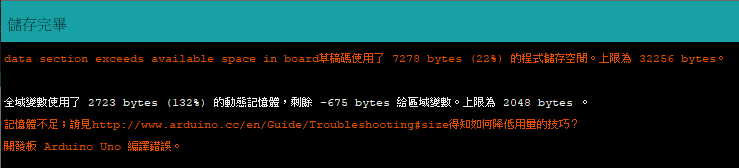 儲存完畢
data section exceeds available space in board草稿碼使用了 7278 bytes (22%) 的程式儲存空間。上限為 32256 bytes。
全域變數使用了 2723 bytes (132%) 的動態記憶體，剩餘 -675 bytes 給區域變數。上限為 2048 bytes 。
記憶體不足；請見http://www.arduino.cc/en/Guide/Troubleshooting#size得知如何降低用量的技巧？
開發板 Arduino Uno 編譯錯誤。